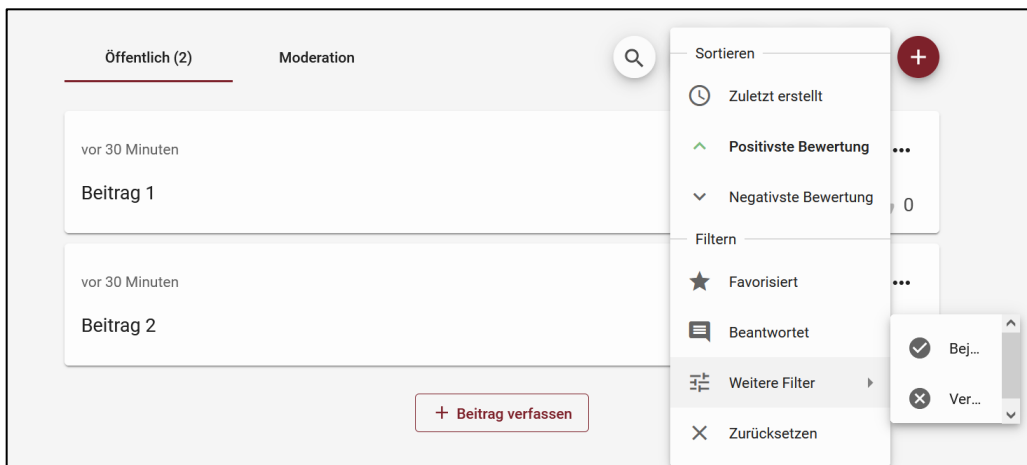 Öffentlich (2)
Moderation
vor 30 Minuten
Beitrag 1
0
vor 30 Minuten
Beitrag 2
+ Beitrag verfassen
Sortieren
Zuletzt erstellt
Positivste Bewertung
Negativste Bewertung
Filtern
Favorisiert
Beantwortet
Weitere Filter
Zurücksetzen
Bej...
Ver...